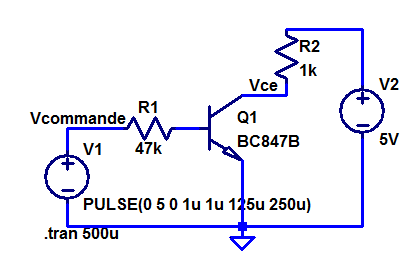 R2
1k
Vce
V2
Vcommande
R1
Q1
BC847B
47k
5V
V1
PULSE(0 5 0 1u 1u 125u 250u)
.tran 500u